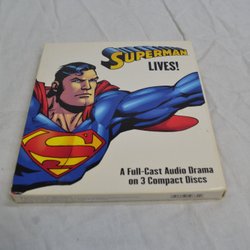 SUPERMAN
LIVES!
A Full-Cast Audio Drama
on 3 Compact Discs